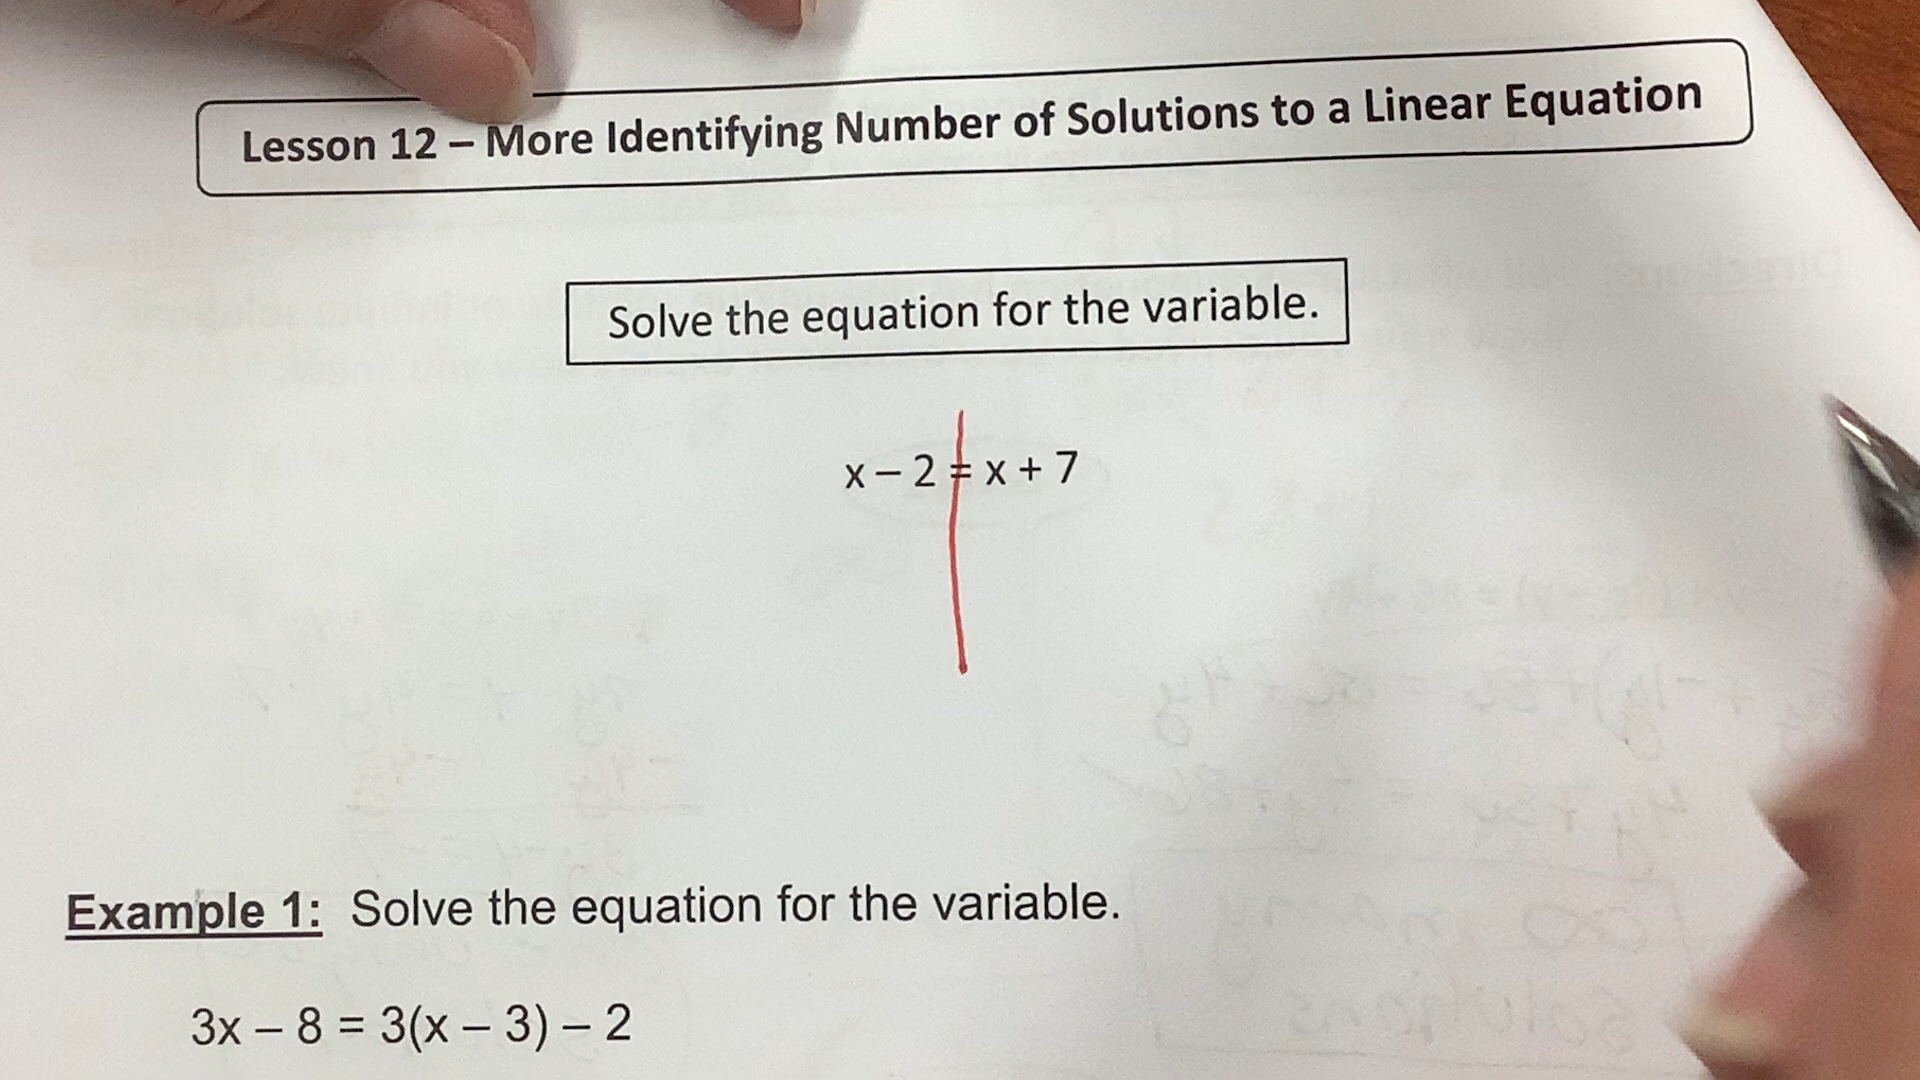 Lesson 12 – More Identifying Number of Solutions to a Linear Equation
Solve the equation for the variable.
x – 2 = x + 7
Example 1: Solve the equation for the variable.
3x – 8 = 3(x – 3) – 2